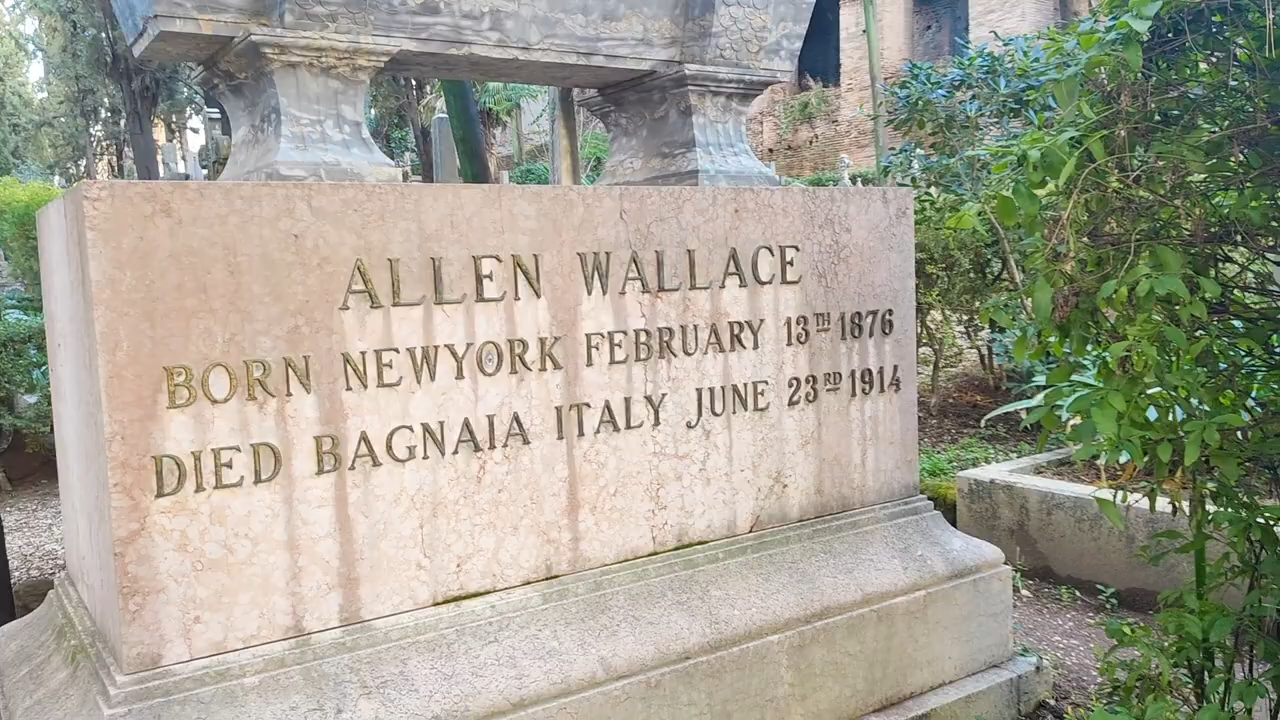 ALLEN WALLACE
BORN NEWYORK FEBRUARY 13TH 1876
DIED BAGNAIA ITALY JUNE 23RD 1914